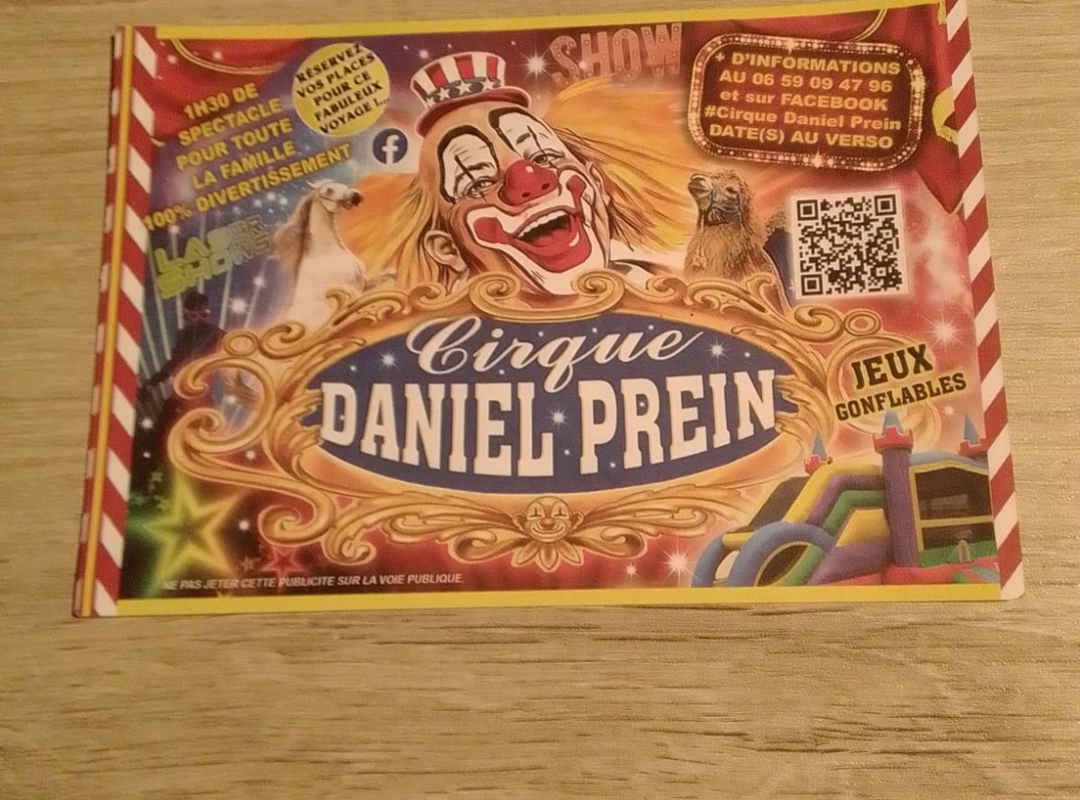 SHOW
RÉSERVEZ
VOS PLACES
POUR CE
FABULEUX
VOYAGE !...
1H30 DE
SPECTACLE
POUR TOUTE
LA FAMILLE
100% DIVERTISSEMENT
LASER
SHOW
+ D'INFORMATIONS
AU 06 59 09 47 96
et sur FACEBOOK
#Cirque Daniel Prein
DATE(S) AU VERSO
Cirque
DANIEL PREIN
JEUX
GONFLABLES
NE PAS JETER CETTE PUBLICITE SUR LA VOIE PUBLIQUE.